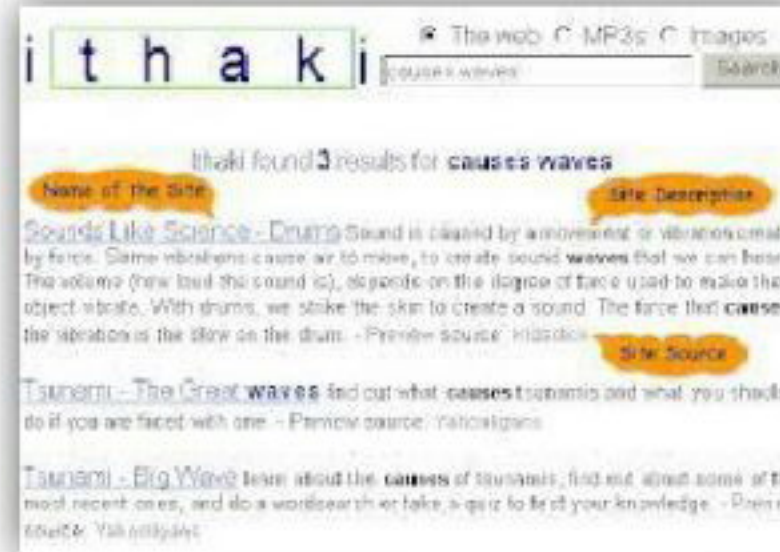 i t h a k i
The web MP3s Images
causes waves Search
Ithaki found 3 results for causes waves
Name of the Site Site Description
Sounds Like Science - Drums Sound is caused by a movement or vibration
by force. Some vibrations cause air to move, to create sound waves that we can hear
The volume (how loud the sound is), depends on the degree of force used to make the
object vibrate. With drums, we strike the skin to create a sound. The force that cause
the vibration is the blow on the drum. - Preview source:
Site Source
Tsunami - The Great waves find out what causes tsunamis and what you should
do if you are faced with one. - Preview source: Yahooligans
Tsunami - Big Wave learn about the causes of tsunamis, find out about some of
most recent ones, and do a wordsearch or take a quiz to test your knowledge. -
source: Yahooligans